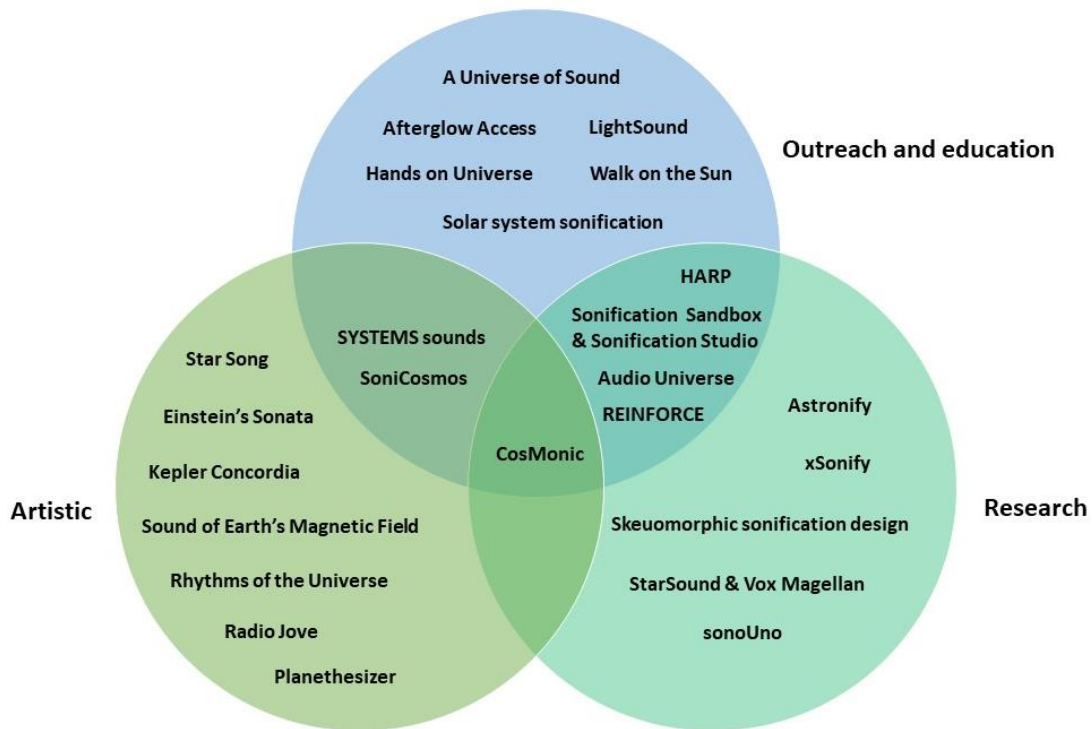 A Universe of Sound
Afterglow Access
LightSound
Outreach and education
Hands on Universe
Walk on the Sun
Solar system sonification
HARP
Sonification Sandbox
& Sonification Studio
Audio Universe
REINFORCE
SYSTEMS sounds
SoniCosmos
CosMonic
Star Song
Einstein’s Sonata
Kepler Concordia
Artistic
Sound of Earth’s Magnetic Field
Rhythms of the Universe
Radio Jove
Planethesizer
Astronify
xSonify
Research
Skeuomorphic sonification design
StarSound & Vox Magellan
sonoUno